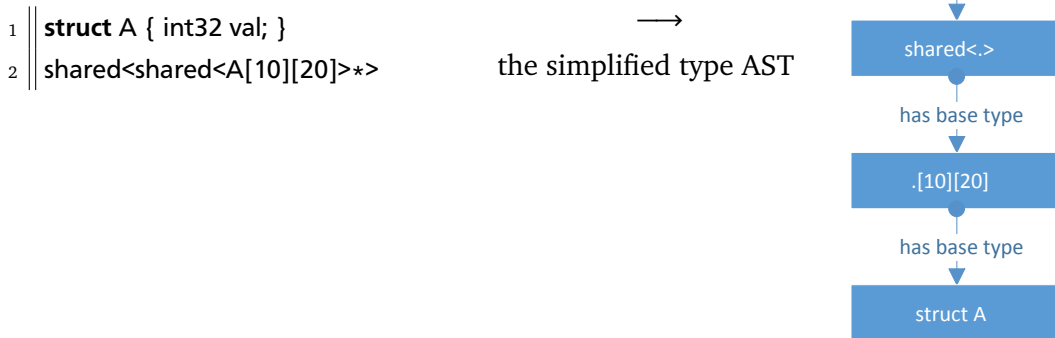 1 struct A { int32 val; }
2 shared<shared<A[10][20]>*>
⟶
the simplified type AST
shared<.>
has base type
.[10][20]
has base type
struct A